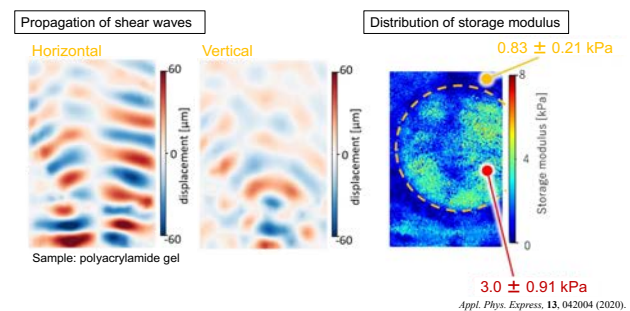 Propagation of shear waves
Distribution of storage modulus
Horizontal
Vertical
0.83 ± 0.21 kPa
60
0
-60
displacement [μm]
60
0
-60
displacement [μm]
8
4
0
Storage modulus [kPa]
Sample: polyacrylamide gel
3.0 ± 0.91 kPa
Appl. Phys. Express, 13, 042004 (2020).